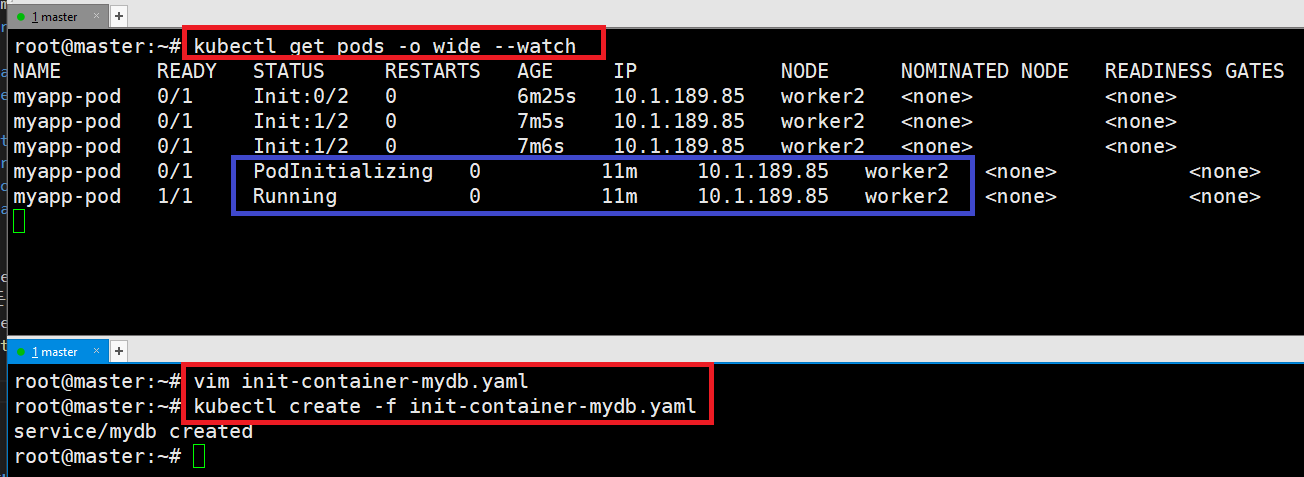 1 master × +
root@master:~# kubectl get pods -o wide --watch
NAME READY STATUS RESTARTS AGE IP NODE NOMINATED NODE READINESS GATES
myapp-pod 0/1 Init:0/2 0 6m25s 10.1.189.85 worker2 <none> <none>
myapp-pod 0/1 Init:1/2 0 7m5s 10.1.189.85 worker2 <none> <none>
myapp-pod 0/1 Init:1/2 0 7m6s 10.1.189.85 worker2 <none> <none>
myapp-pod 0/1 PodInitializing 0 11m 10.1.189.85 worker2 <none> <none>
myapp-pod 1/1 Running 0 11m 10.1.189.85 worker2 <none> <none>
1 master × +
root@master:~# vim init-container-mydb.yaml
root@master:~# kubectl create -f init-container-mydb.yaml
service/mydb created
root@master:~#